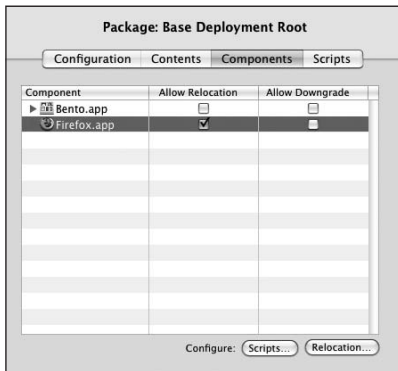 Package: Base Deployment Root
Configuration Contents Components Scripts
Component Allow Relocation Allow Downgrade
Bento.app
Firefox.app
Configure: Scripts... Relocation...